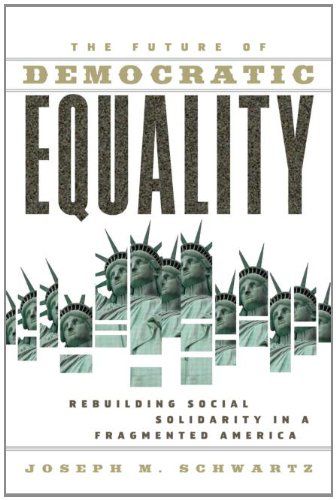 THE FUTURE OF
DEMOCRATIC
EQUALITY
REBUILDING SOCIAL
SOLIDARITY IN A
FRAGMENTED AMERICA
JOSEPH M. SCHWARTZ